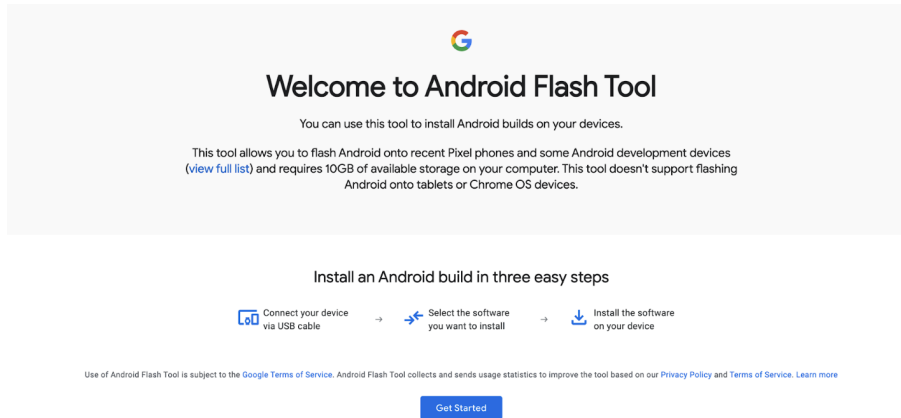 Welcome to Android Flash Tool
You can use this tool to install Android builds on your devices.
This tool allows you to flash Android onto recent Pixel phones and some Android development devices
(view full list) and requires 10GB of available storage on your computer. This tool doesn't support flashing
Android onto tablets or Chrome OS devices.
Install an Android build in three easy steps
Connect your device
via USB cable
Select the software
you want to install
Install the software
on your device
Use of Android Flash Tool is subject to the Google Terms of Service. Android Flash Tool collects and sends usage statistics to improve the tool based on our Privacy Policy and Terms of Service. Learn more
Get Started